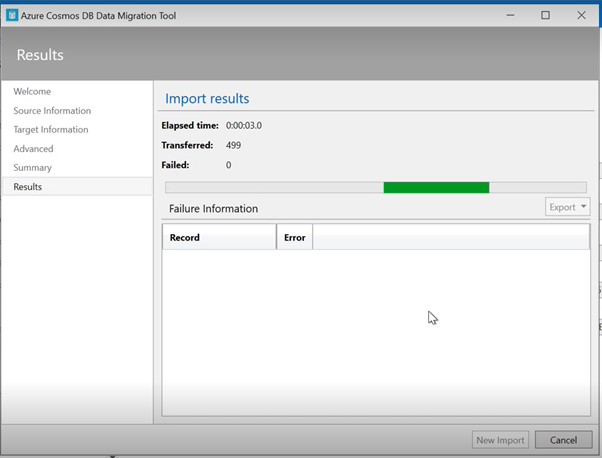 Azure Cosmos DB Data Migration Tool
Results
Welcome
Source Information
Target Information
Advanced
Summary
Results
Import results
Elapsed time: 0:00:03.0
Transferred: 499
Failed: 0
Failure Information
Export
Record Error
New Import Cancel